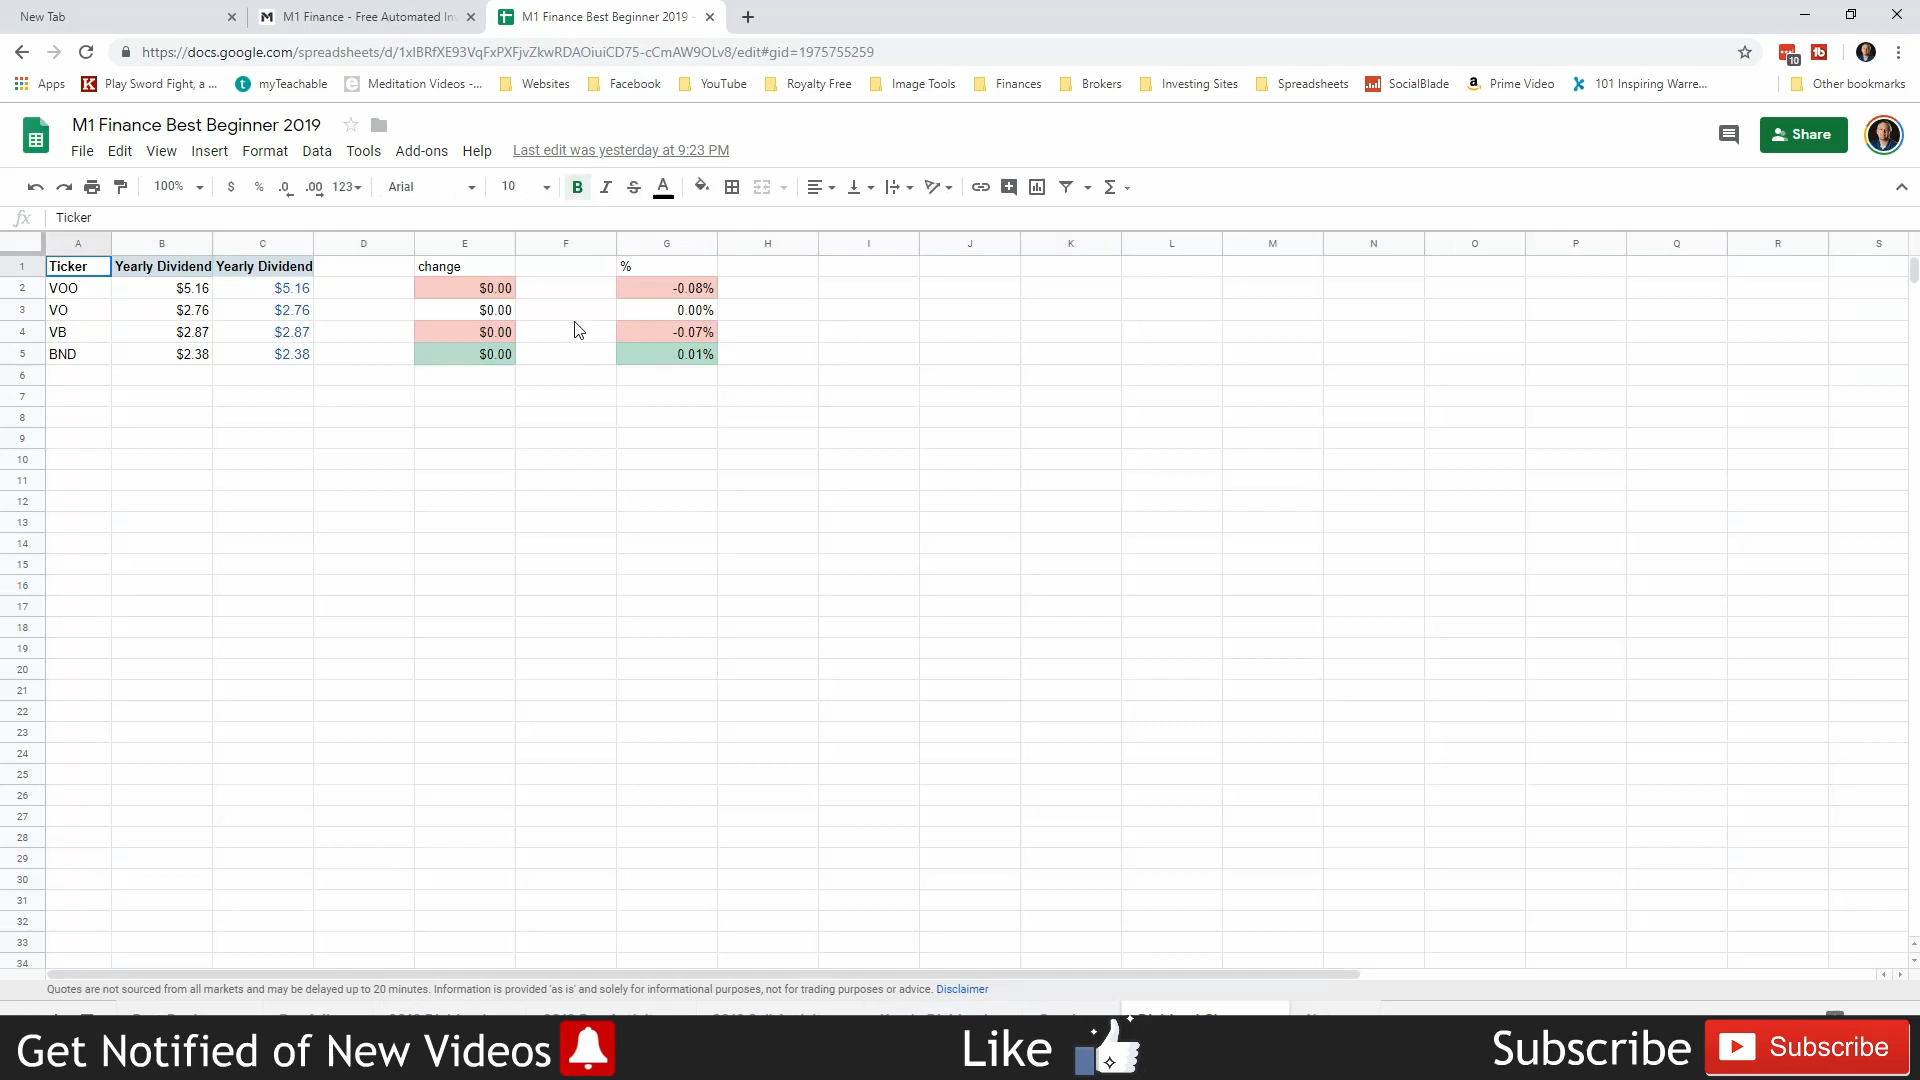 New Tab
M1 Finance - Free Automated In
M1 Finance Best Beginner 2019 -
https://docs.google.com/spreadsheets/d/1xIBRfXE93VqFxPXFjvZkwRDAOiuiCD75-cCmAW9OLv8/edit#gid=1975755259
10
Apps Play Sword Fight, a ... myTeachable Meditation Videos -... Websites Facebook YouTube Royalty Free Image Tools Finances Brokers Investing Sites Spreadsheets SocialBlade Prime Video 101 Inspiring Warre... Other bookmarks
M1 Finance Best Beginner 2019
Share
File Edit View Insert Format Data Tools Add-ons Help Last edit was yesterday at 9:23 PM
100% $ % .0 .00 123 Arial 10 B I S A Σ
fx Ticker
A B C D E F G H I J K L M N O P Q R S
1 Ticker Yearly Dividend Yearly Dividend change %
2 VOO $5.16 $5.16 $0.00 -0.08%
3 VO $2.76 $2.76 $0.00 0.00%
4 VB $2.87 $2.87 $0.00 -0.07%
5 BND $2.38 $2.38 $0.00 0.01%
6
7
8
9
10
11
12
13
14
15
16
17
18
19
20
21
22
23
24
25
26
27
28
29
30
31
32
33
34
Quotes are not sourced from all markets and may be delayed up to 20 minutes. Information is provided 'as is' and solely for informational purposes, not for trading purposes or advice. Disclaimer
Get Notified of New Videos Like Subscribe Subscribe